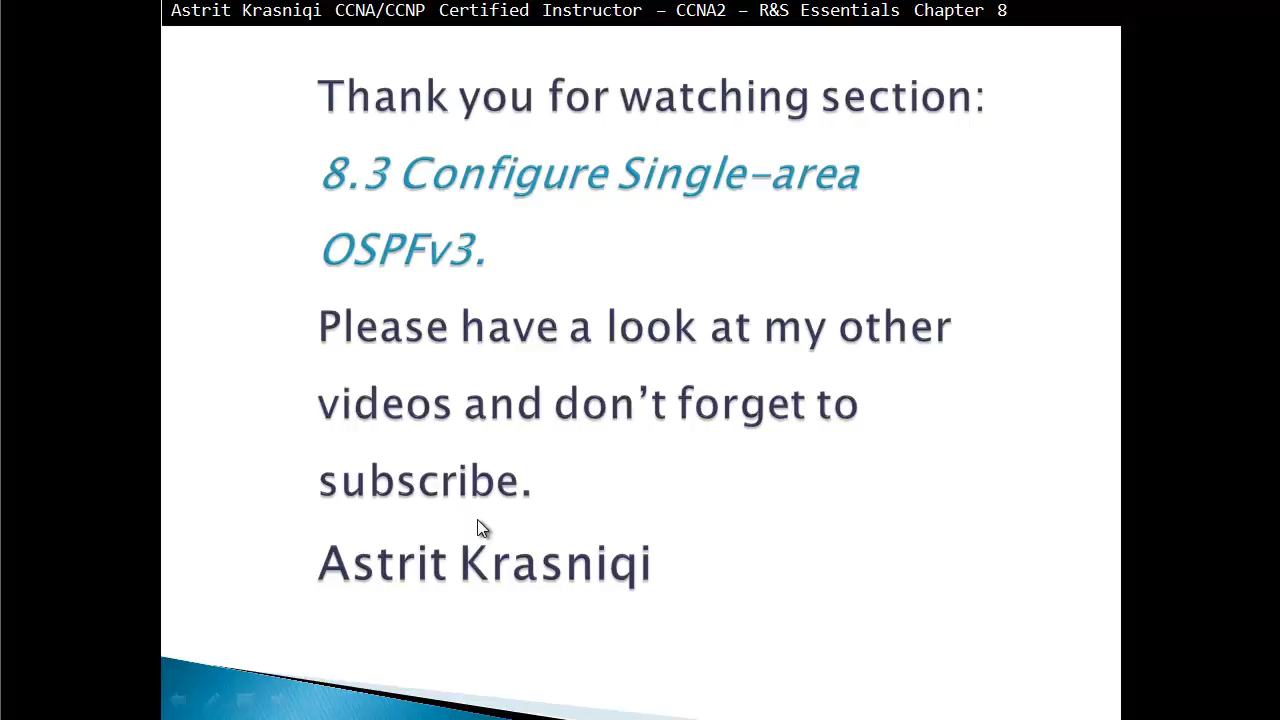 Astrit Krasniqi CCNA/CCNP Certified Instructor – CCNA2 – R&S Essentials Chapter 8
Thank you for watching section:
8.3 Configure Single-area
OSPFv3.
Please have a look at my other
videos and don’t forget to
subscribe.
Astrit Krasniqi